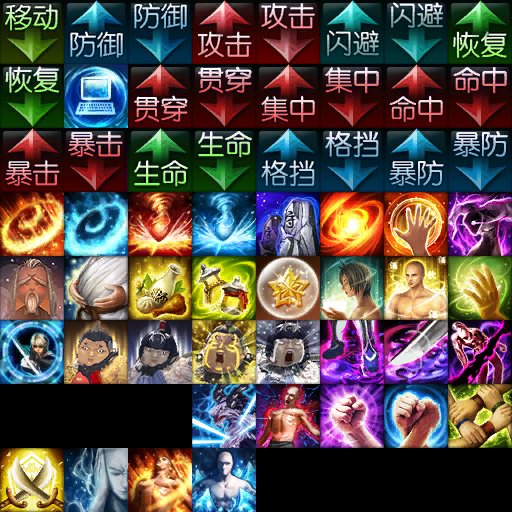 移动 防御 防御 攻击 攻击 闪避 闪避 恢复
恢复 贯穿 贯穿 集中 集中 命中 命中
暴击 暴击 生命 生命 格挡 格挡 暴防 暴防
守